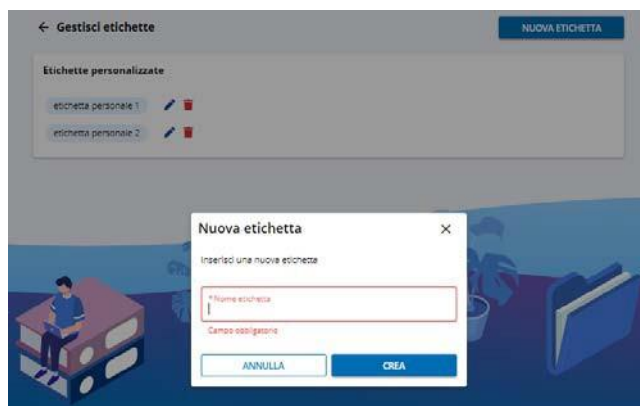 Gestisci etichette
NUOVA ETICHETTA
Etichette personalizzate
etichetta personale 1
etichetta personale 2
Nuova etichetta
Inserisci una nuova etichetta
*Nome etichetta
Campo obbligatorio
ANNULLA
CREA